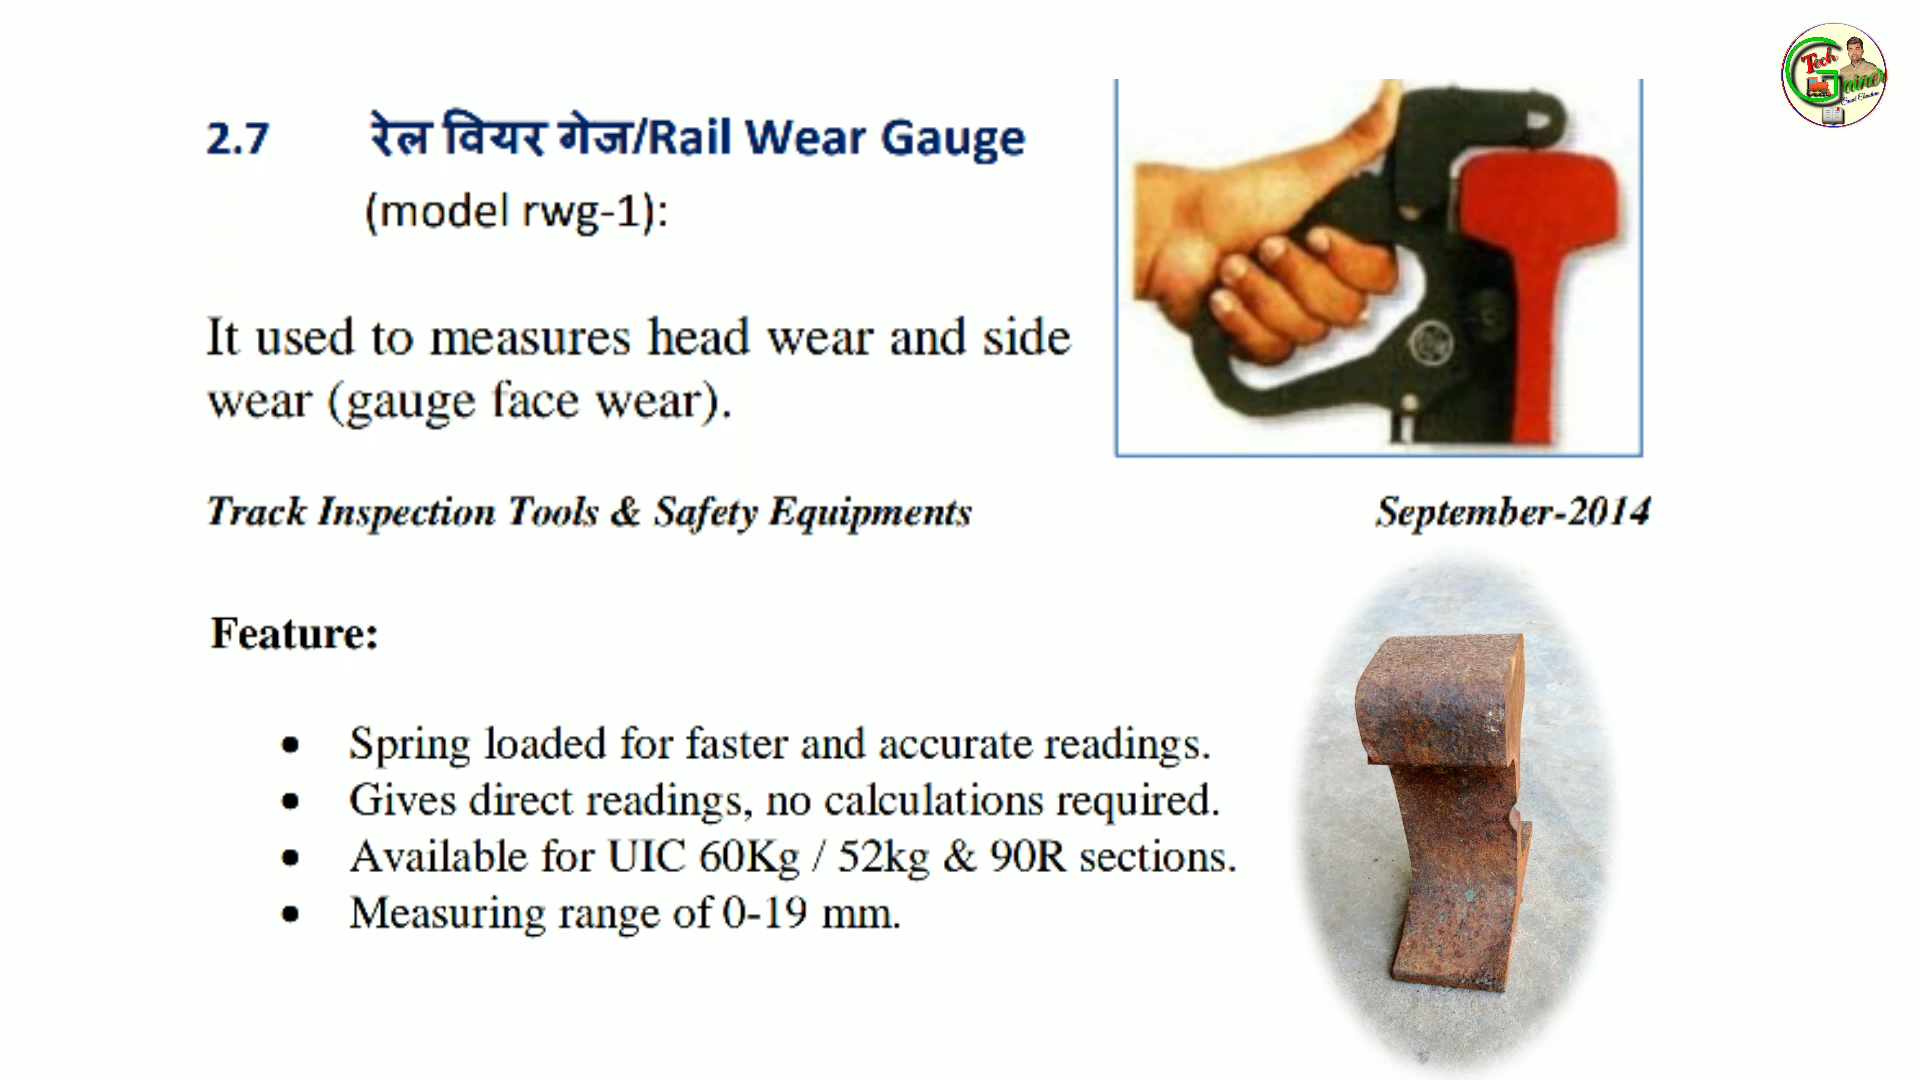 2.7 रेल वियर गेज/Rail Wear Gauge
(model rwg-1):
It used to measures head wear and side
wear (gauge face wear).
Track Inspection Tools & Safety Equipments September-2014
Feature:
• Spring loaded for faster and accurate readings.
• Gives direct readings, no calculations required.
• Available for UIC 60Kg / 52kg & 90R sections.
• Measuring range of 0-19 mm.
Tech
Gainer